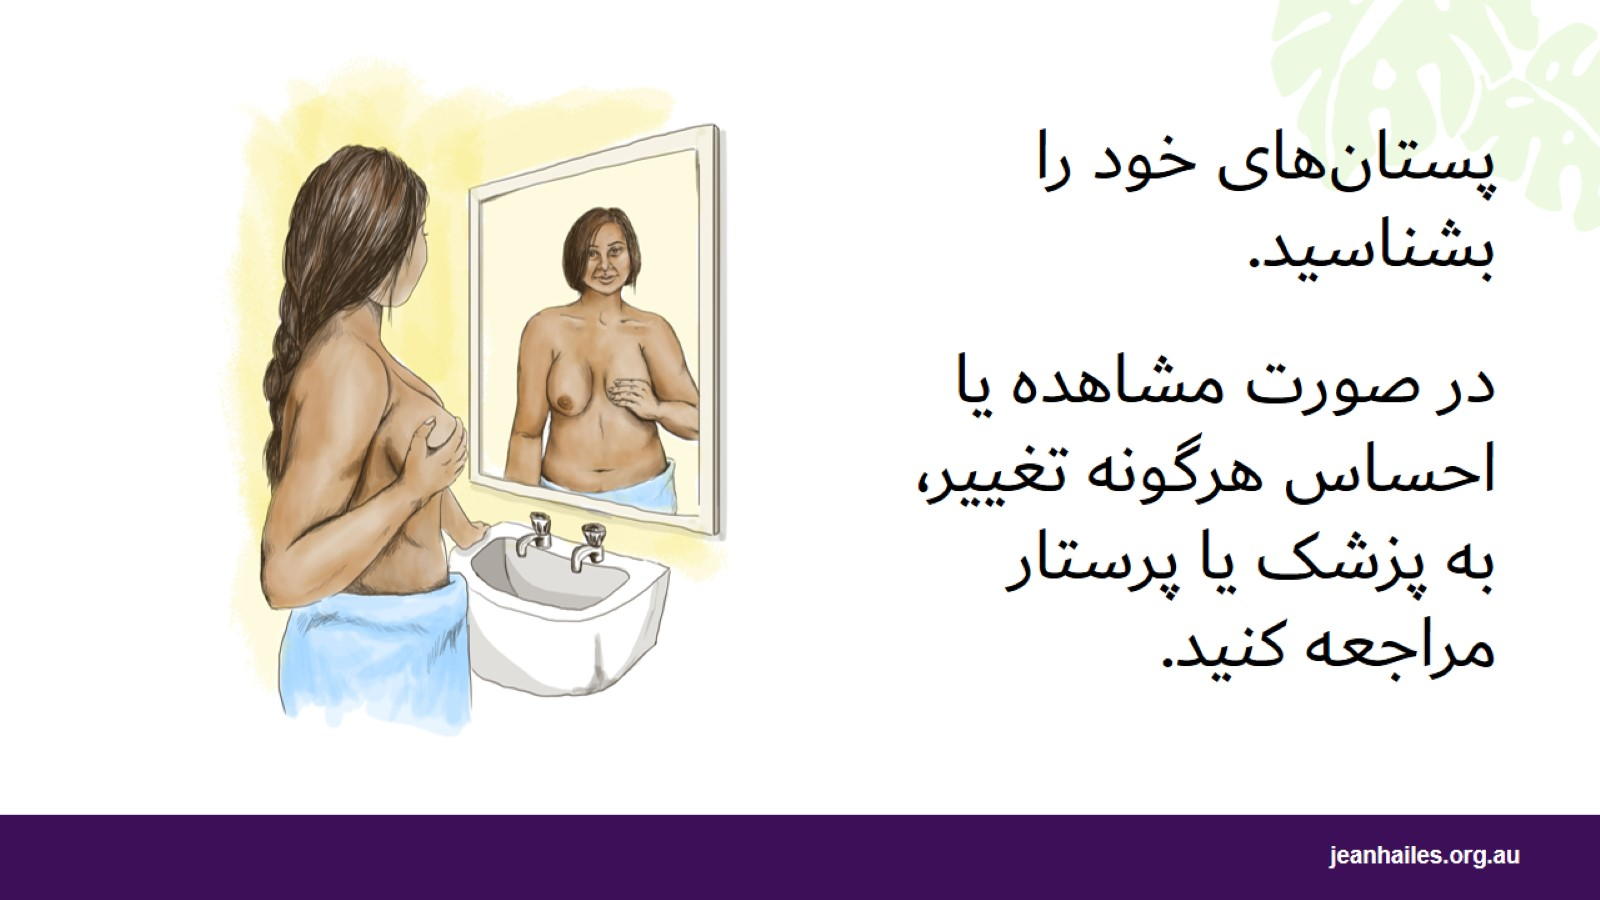 پستان‌های خود را
بشناسید.
در صورت مشاهده یا
احساس هرگونه تغییر،
به پزشک یا پرستار
مراجعه کنید.
jeanhailes.org.au